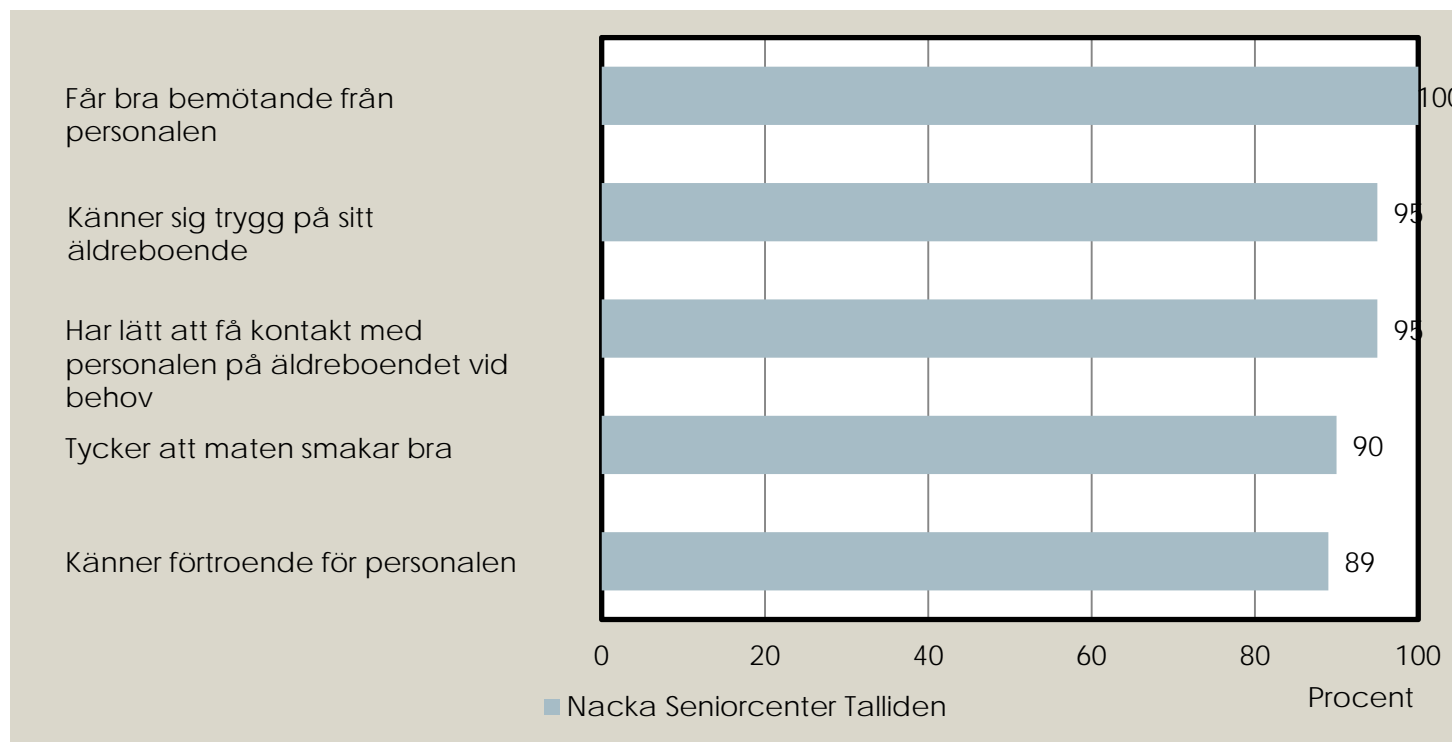 Får bra bemötande från
personalen
100
Känner sig trygg på sitt
äldreboende
95
Har lätt att få kontakt med
personalen på äldreboendet vid
behov
95
Tycker att maten smakar bra
90
Känner förtroende för personalen
89
0 20 40 60 80 100
Nacka Seniorcenter Talliden
Procent